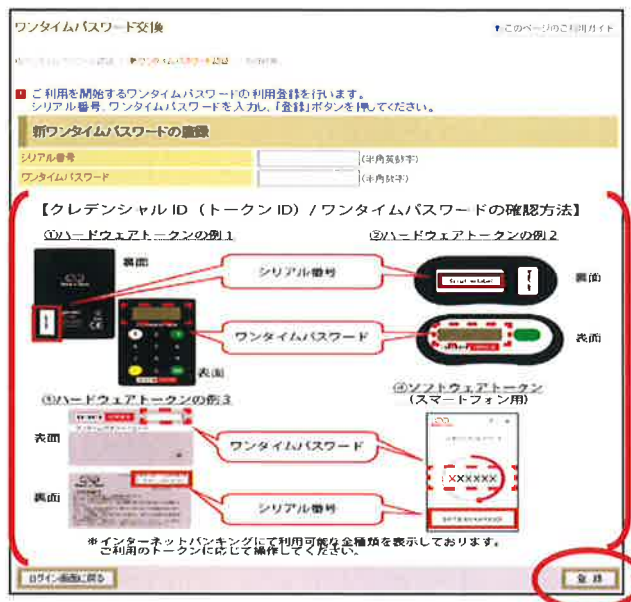 ワンタイムパスワード交換
このページのご利用ガイド
ご利用を開始するワンタイムパスワードの利用登録を行います。
シリアル番号、ワンタイムパスワードを入力し、「登録」ボタンを押してください。
新ワンタイムパスワードの登録
シリアル番号
(半角英数字)
ワンタイムパスワード
(半角数字)
【クレデンシャル ID（トークン ID）/ ワンタイムパスワードの確認方法】
①ハードウェアトークンの例 1
②ハードウェアトークンの例 2
裏面
シリアル番号
裏面
ワンタイムパスワード
表面
表面
③ハードウェアトークンの例 3
④ソフトウェアトークン
（スマートフォン用）
表面
ワンタイムパスワード
XXXXXX
裏面
シリアル番号
※インターネットバンキングにて利用可能な全種類を表示しております。
ご利用のトークンに応じて操作してください。
ログイン画面に戻る
登 録